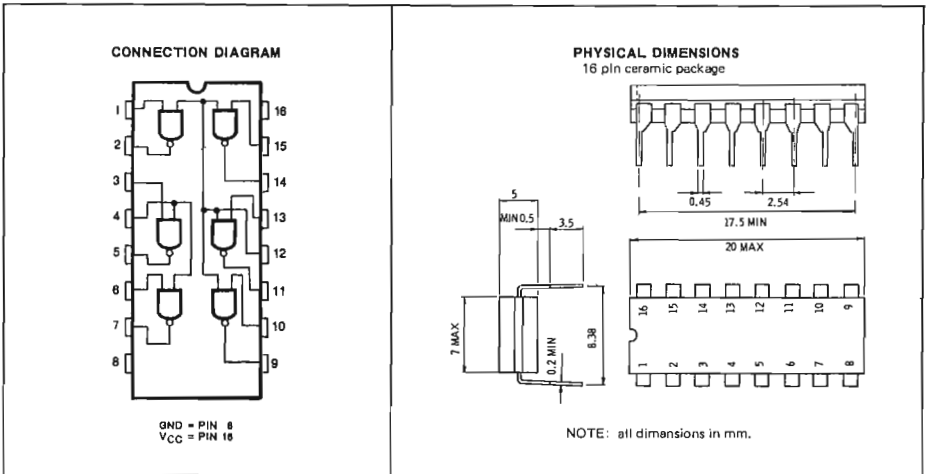 CONNECTION DIAGRAM
1
2
3
4
5
6
7
8
16
15
14
13
12
11
10
9
GND = PIN 8
VCC = PIN 16
PHYSICAL DIMENSIONS
16 pin ceramic package
0.45
2.54
17.5 MIN
20 MAX
5
MIN 0.5
3.5
7 MAX
0.2 MIN
8.38
16 15 14 13 12 11 10 9
1 2 3 4 5 6 7 8
NOTE: all dimensions in mm.